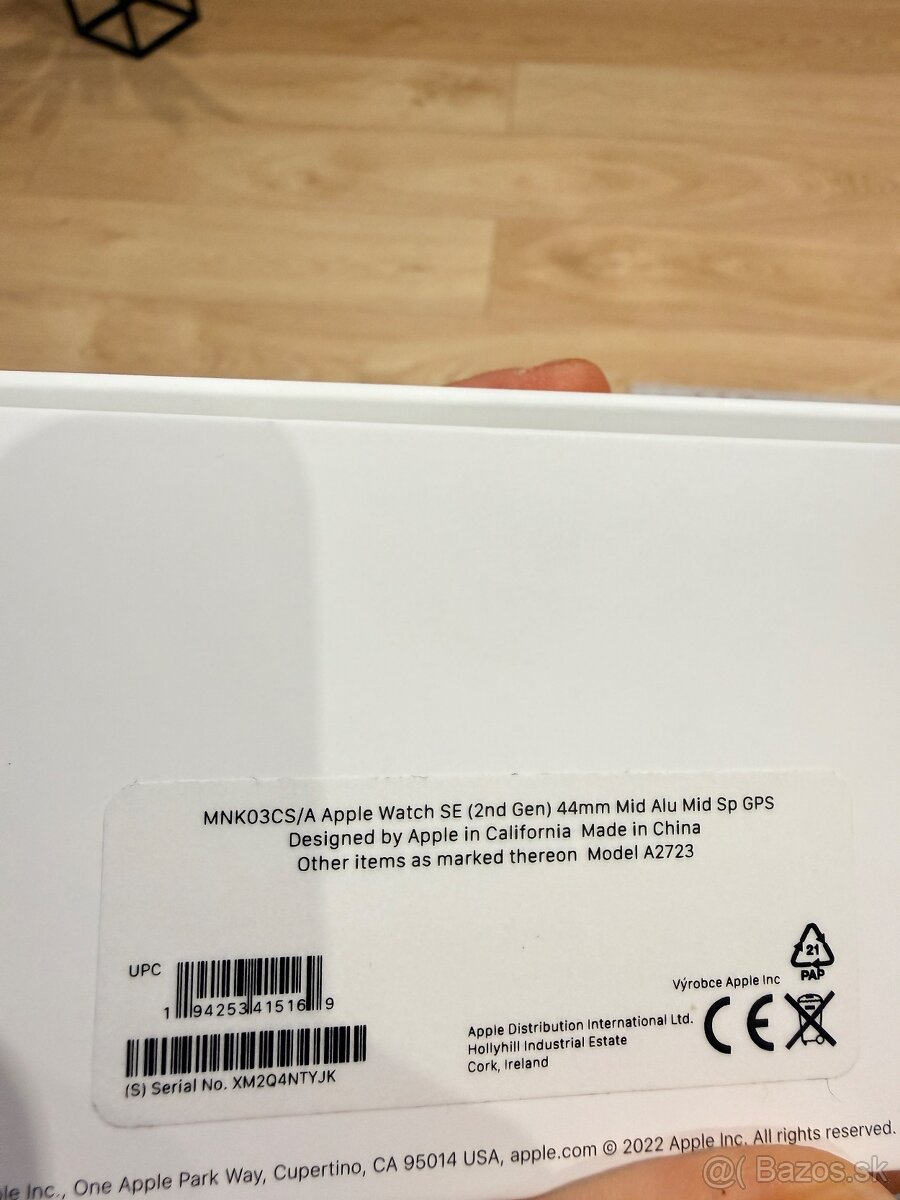 MNK03CS/A Apple Watch SE (2nd Gen) 44mm Mid Alu Mid Sp GPS
Designed by Apple in California Made in China
Other items as marked thereon Model A2723
UPC
1 94253 41516 9
(S) Serial No. XM2Q4NTYJK
21
PAP
Výrobce Apple Inc
Apple Distribution International Ltd.
Hollyhill Industrial Estate
Cork, Ireland
CE
Inc., One Apple Park Way, Cupertino, CA 95014 USA, apple.com © 2022 Apple Inc. All rights reserved.
@( Bazos.sk